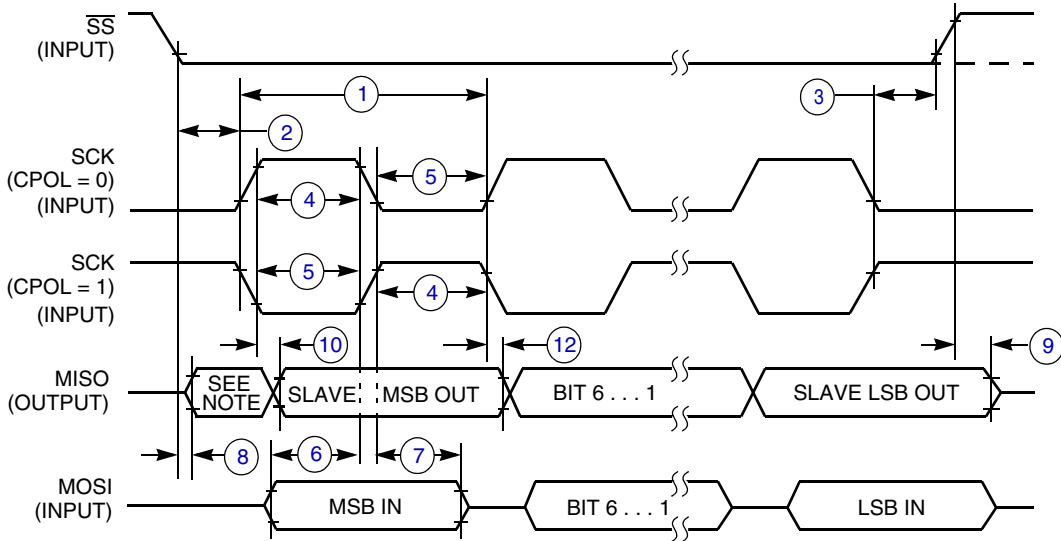 SS
(INPUT)
1
3
2
SCK
(CPOL = 0)
(INPUT)
5
4
SCK
(CPOL = 1)
(INPUT)
5
4
10
12
9
MISO
(OUTPUT)
SEE
NOTE
SLAVE
MSB OUT
BIT 6 . . . 1
SLAVE LSB OUT
8
6
7
MOSI
(INPUT)
MSB IN
BIT 6 . . . 1
LSB IN